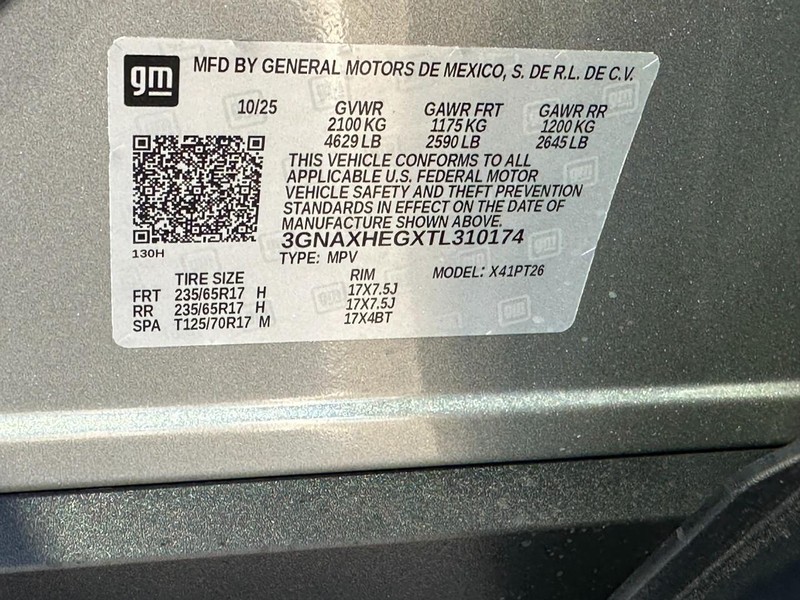 gm
MFD BY GENERAL MOTORS DE MEXICO, S. DE R.L. DE C.V.
10/25 GVWR GAWR FRT GAWR RR
2100 KG 1175 KG 1200 KG
4629 LB 2590 LB 2645 LB
THIS VEHICLE CONFORMS TO ALL
APPLICABLE U.S. FEDERAL MOTOR
VEHICLE SAFETY AND THEFT PREVENTION
STANDARDS IN EFFECT ON THE DATE OF
MANUFACTURE SHOWN ABOVE.
3GNAXHEGXTL310174
130H
TYPE: MPV MODEL: X41PT26
TIRE SIZE RIM
FRT 235/65R17 H 17X7.5J
RR 235/65R17 H 17X7.5J
SPA T125/70R17 M 17X4BT